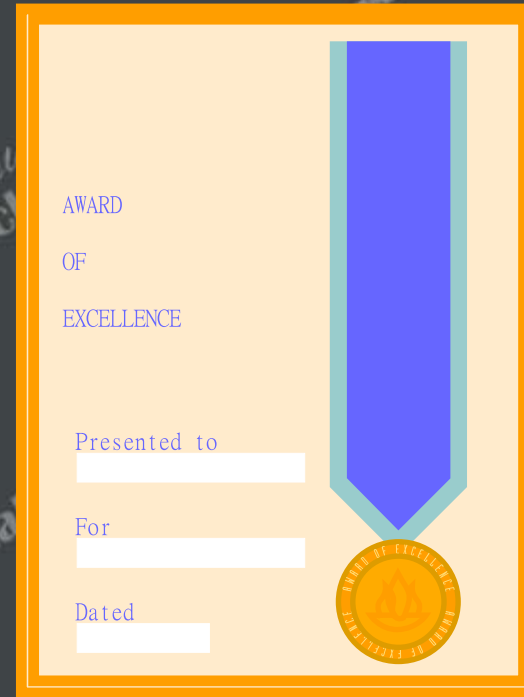 AWARD
OF
EXCELLENCE
Presented to
For
Dated
AWARD OF EXCELLENCE AWARD OF EXCELLENCE